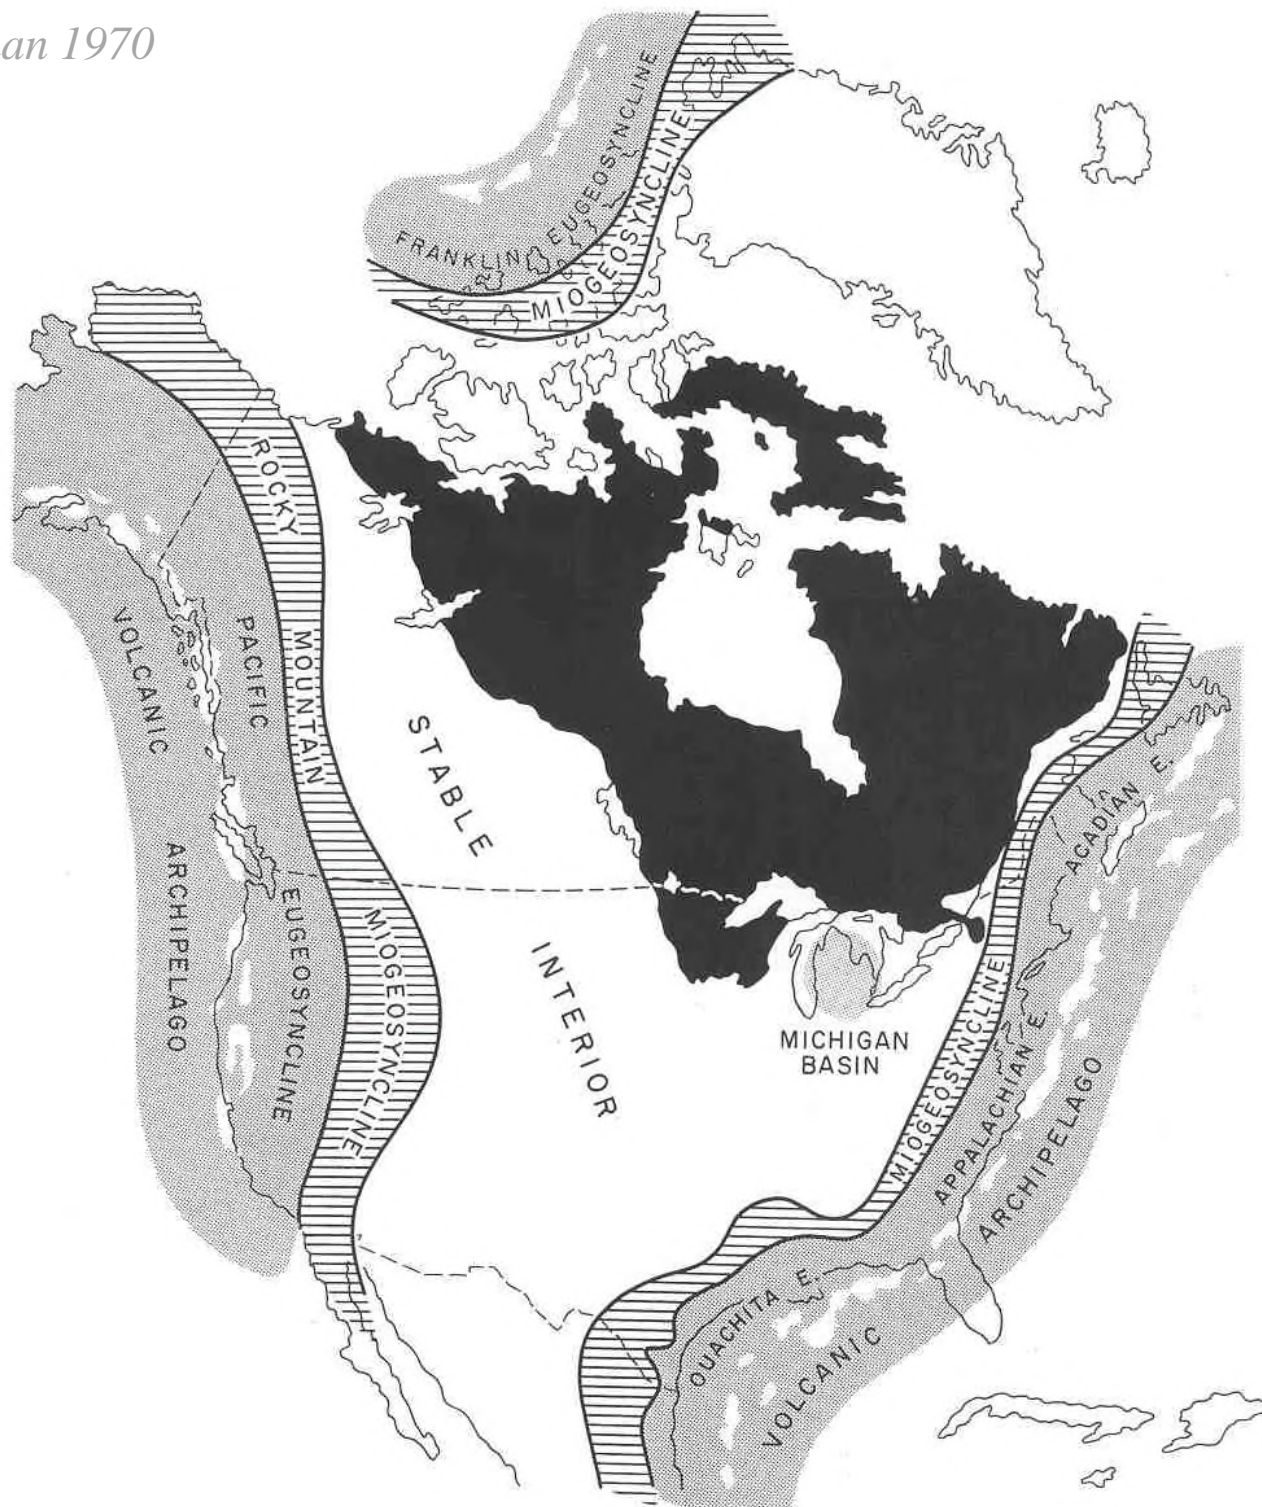 an 1970
FRANKLIN EUGEOSYNCLINE
MIOGEOSYNCLINE
ROCKY
MOUNTAIN
MIOGEOSYNCLINE
VOLCANIC
ARCHIPELAGO
PACIFIC
EUGEOSYNCLINE
STABLE
INTERIOR
MICHIGAN
BASIN
MIOGEOSYNCLINE
ACADIAN E.
APPALACHIAN E.
OUACHITA E.
VOLCANIC
ARCHIPELAGO